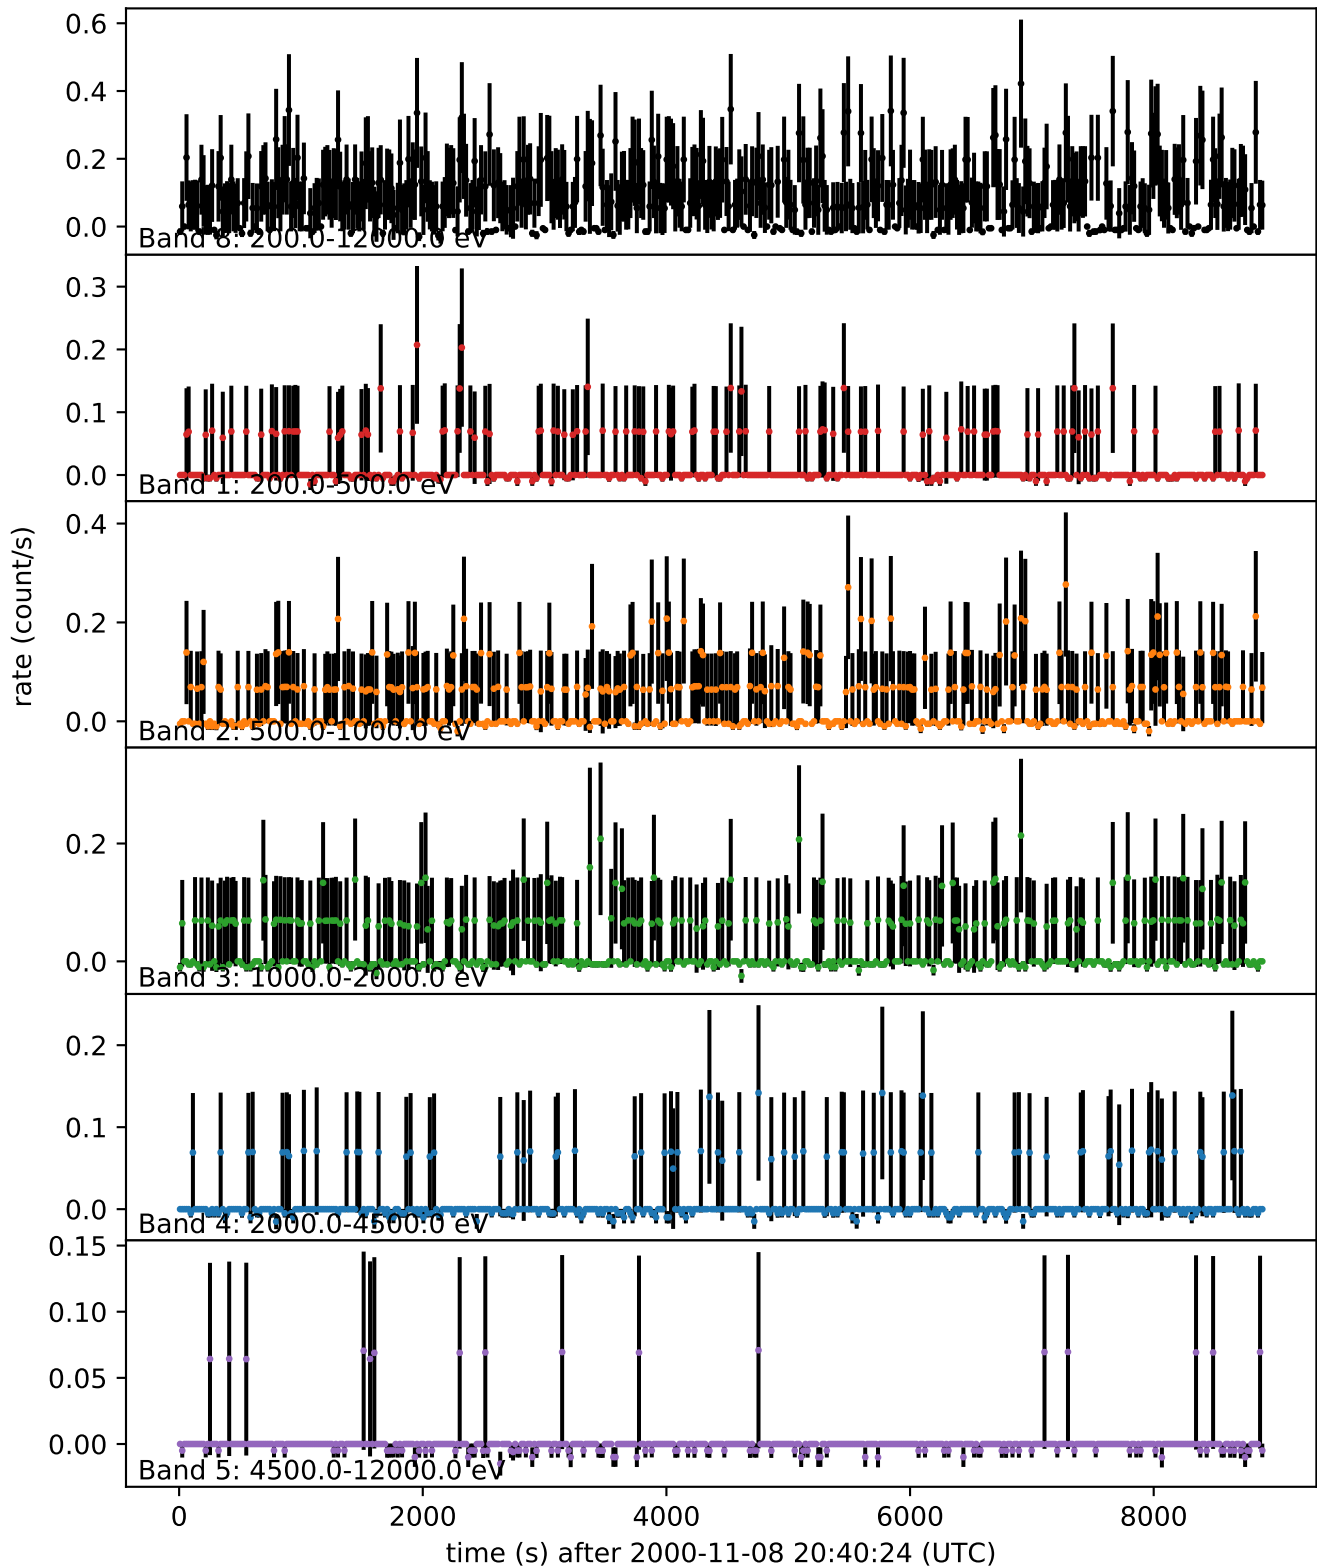 0.6
0.4
0.2
0.0
Band 8: 200.0-12000.0 eV
0.3
0.2
0.1
0.0
Band 1: 200.0-500.0 eV
0.4
0.2
0.0
Band 2: 500.0-1000.0 eV
rate (count/s)
0.2
0.0
Band 3: 1000.0-2000.0 eV
0.2
0.1
0.0
Band 4: 2000.0-4500.0 eV
0.15
0.10
0.05
0.00
Band 5: 4500.0-12000.0 eV
0 2000 4000 6000 8000
time (s) after 2000-11-08 20:40:24 (UTC)